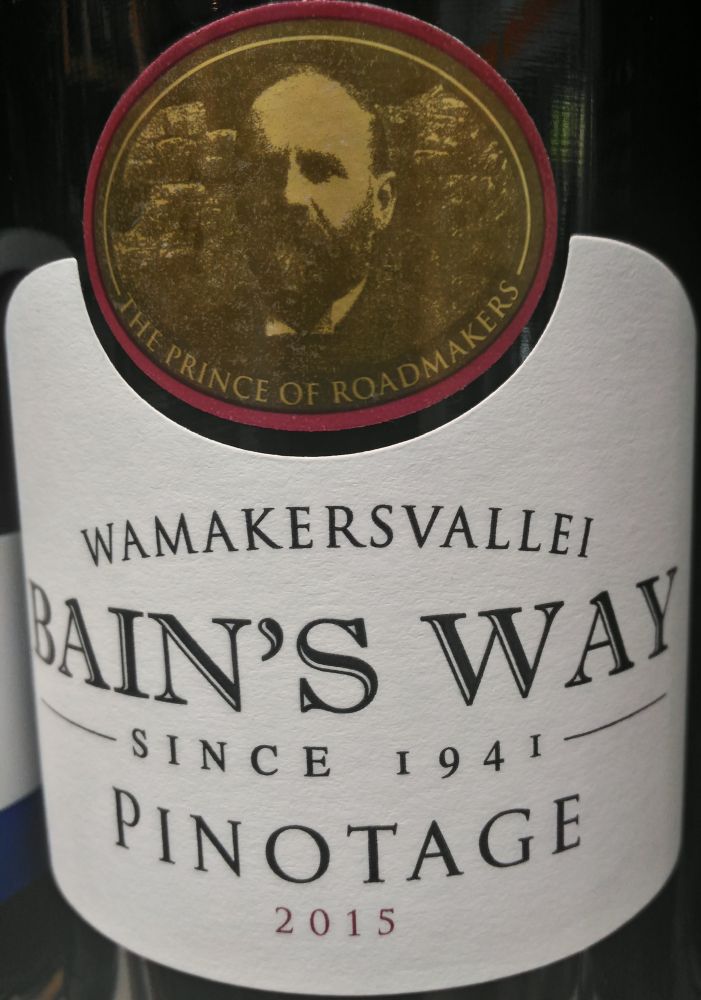 THE PRINCE OF ROADMAKERS
WAMAKERSVALLEI
BAIN'S WAY
SINCE 1941
PINOTAGE
2015